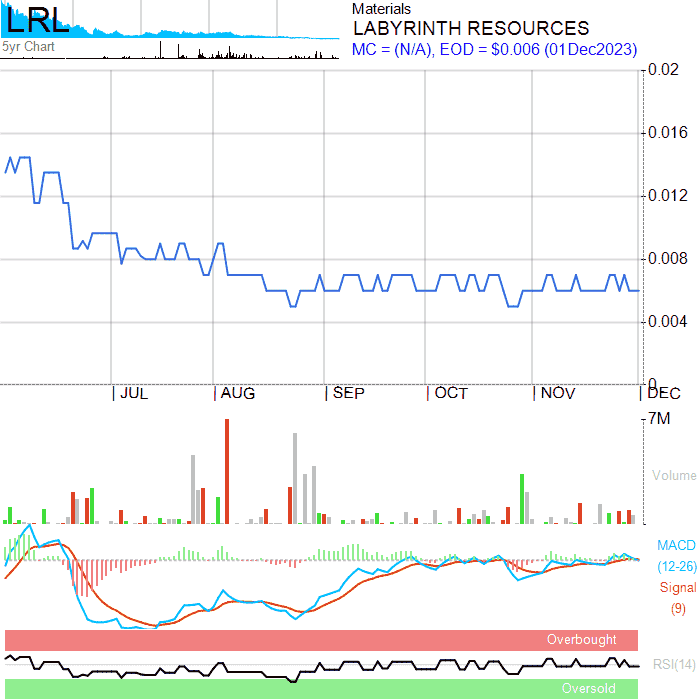 LRL
5yr Chart
Materials
LABYRINTH RESOURCES
MC = (N/A), EOD = $0.006 (01Dec2023)
0.02
0.016
0.012
0.008
0.004
0
JUL AUG SEP OCT NOV DEC
7M
Volume
MACD
(12-26)
Signal
(9)
Overbought
RSI(14)
Oversold